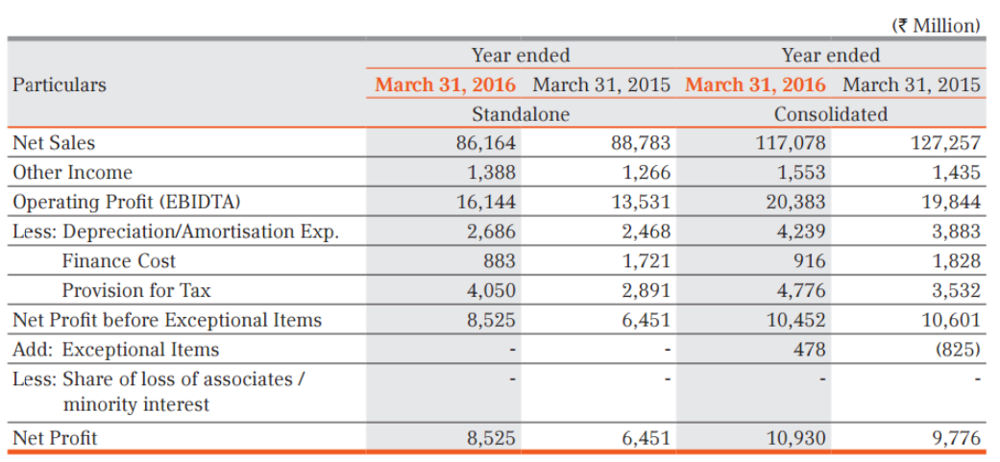 (₹ Million)
Year ended Year ended
Particulars March 31, 2016 March 31, 2015 March 31, 2016 March 31, 2015
Standalone Consolidated
Net Sales 86,164 88,783 117,078 127,257
Other Income 1,388 1,266 1,553 1,435
Operating Profit (EBIDTA) 16,144 13,531 20,383 19,844
Less: Depreciation/Amortisation Exp. 2,686 2,468 4,239 3,883
Finance Cost 883 1,721 916 1,828
Provision for Tax 4,050 2,891 4,776 3,532
Net Profit before Exceptional Items 8,525 6,451 10,452 10,601
Add: Exceptional Items - - 478 (825)
Less: Share of loss of associates / - - - -
minority interest
Net Profit 8,525 6,451 10,930 9,776